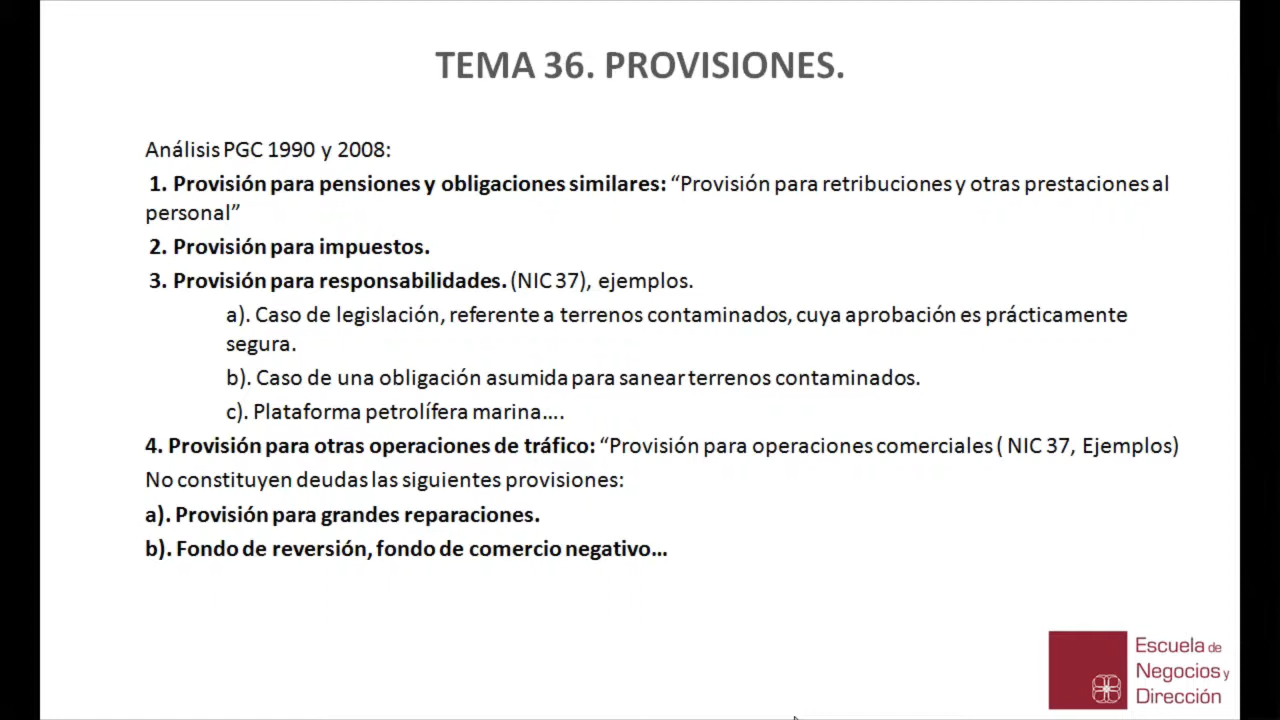 TEMA 36. PROVISIONES.
Análisis PGC 1990 y 2008:
1. Provisión para pensiones y obligaciones similares: “Provisión para retribuciones y otras prestaciones al
personal”
2. Provisión para impuestos.
3. Provisión para responsabilidades. (NIC 37), ejemplos.
a). Caso de legislación, referente a terrenos contaminados, cuya aprobación es prácticamente
segura.
b). Caso de una obligación asumida para sanear terrenos contaminados.
c). Plataforma petrolífera marina….
4. Provisión para otras operaciones de tráfico: “Provisión para operaciones comerciales ( NIC 37, Ejemplos)
No constituyen deudas las siguientes provisiones:
a). Provisión para grandes reparaciones.
b). Fondo de reversión, fondo de comercio negativo…
Escuela de
Negocios y
Dirección